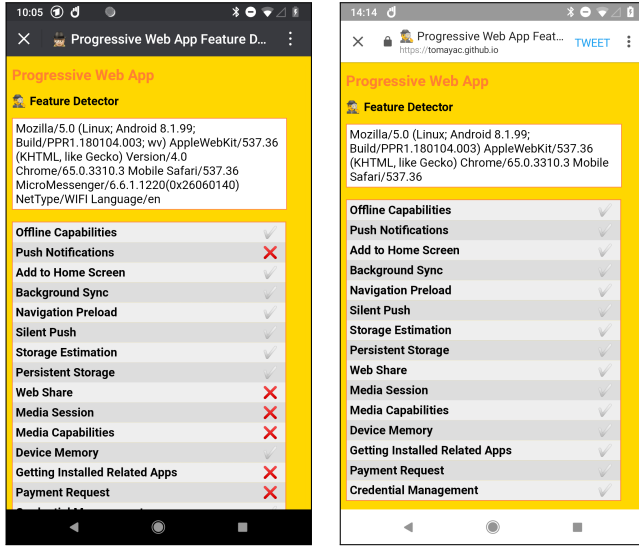 10:05
Progressive Web App Feature D...
Progressive Web App
Feature Detector
Mozilla/5.0 (Linux; Android 8.1.99;
Build/PPR1.180104.003; wv) AppleWebKit/537.36
(KHTML, like Gecko) Version/4.0
Chrome/65.0.3310.3 Mobile Safari/537.36
MicroMessenger/6.6.1.1220(0x26060140)
NetType/WIFI Language/en
Offline Capabilities
Push Notifications
Add to Home Screen
Background Sync
Navigation Preload
Silent Push
Storage Estimation
Persistent Storage
Web Share
Media Session
Media Capabilities
Device Memory
Getting Installed Related Apps
Payment Request
14:14
Progressive Web App Feat...
https://tomayac.github.io
TWEET
Progressive Web App
Feature Detector
Mozilla/5.0 (Linux; Android 8.1.99;
Build/PPR1.180104.003) AppleWebKit/537.36
(KHTML, like Gecko) Chrome/65.0.3310.3 Mobile
Safari/537.36
Offline Capabilities
Push Notifications
Add to Home Screen
Background Sync
Navigation Preload
Silent Push
Storage Estimation
Persistent Storage
Web Share
Media Session
Media Capabilities
Device Memory
Getting Installed Related Apps
Payment Request
Credential Management